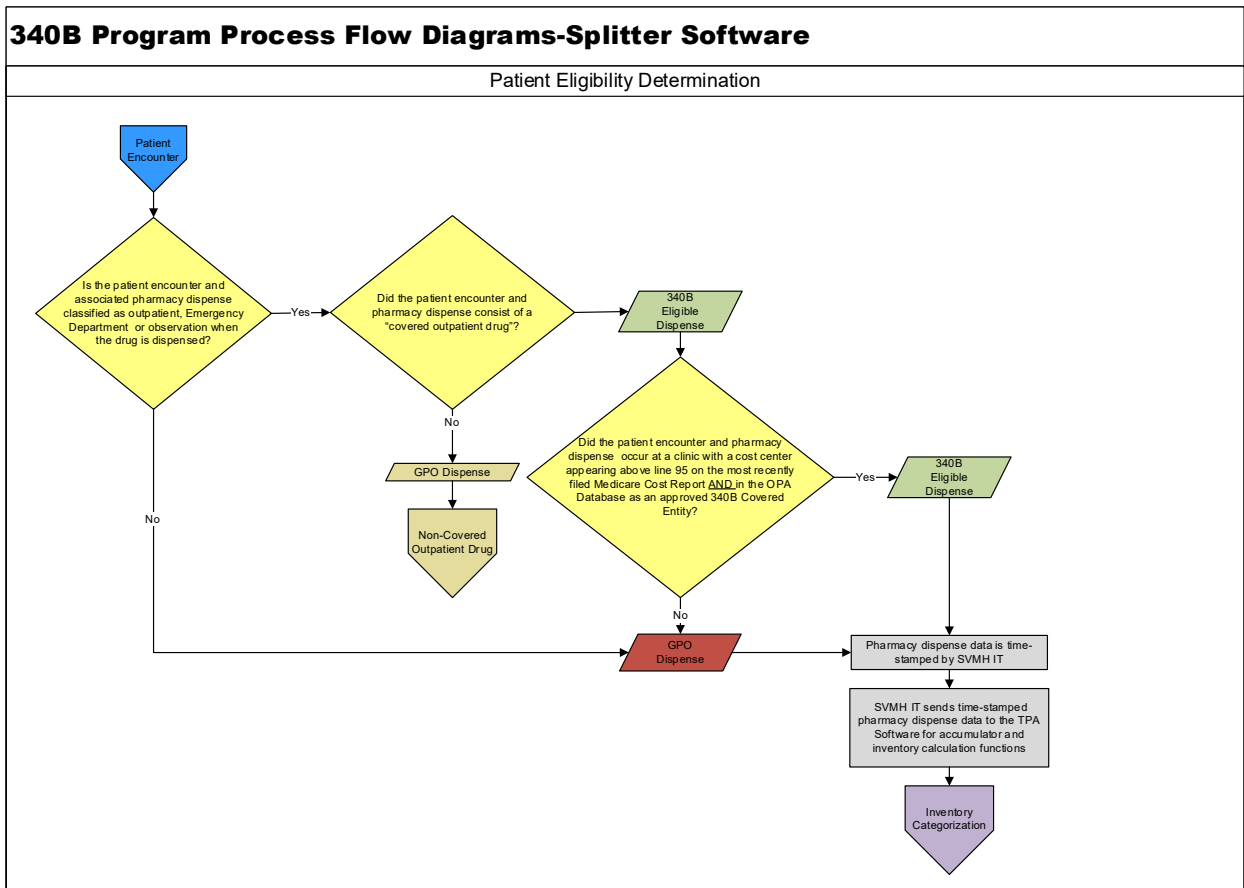 340B Program Process Flow Diagrams-Splitter Software
Patient Eligibility Determination
Patient
Encounter
Is the patient encounter and
associated pharmacy dispense
classified as outpatient, Emergency
Department or observation when
the drug is dispensed?
Yes
Did the patient encounter and
pharmacy dispense consist of a
“covered outpatient drug”?
340B
Eligible
Dispense
No
GPO Dispense
Non-Covered
Outpatient Drug
Did the patient encounter and pharmacy
dispense occur at a clinic with a cost center
appearing above line 95 on the most recently
filed Medicare Cost Report AND in the OPA
Database as an approved 340B Covered
Entity?
Yes
340B
Eligible
Dispense
No
No
GPO
Dispense
Pharmacy dispense data is time-
stamped by SVMH IT
SVMH IT sends time-stamped
pharmacy dispense data to the TPA
Software for accumulator and
inventory calculation functions
Inventory
Categorization